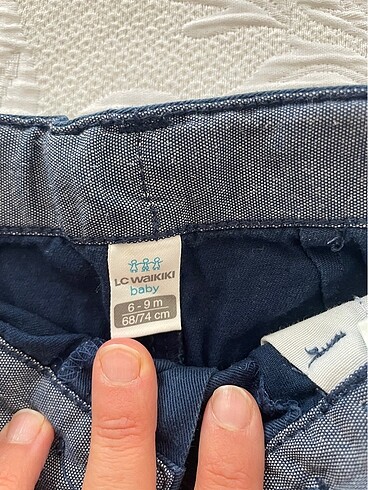 LC WAIKIKI
baby
6 - 9 m
68/74 cm